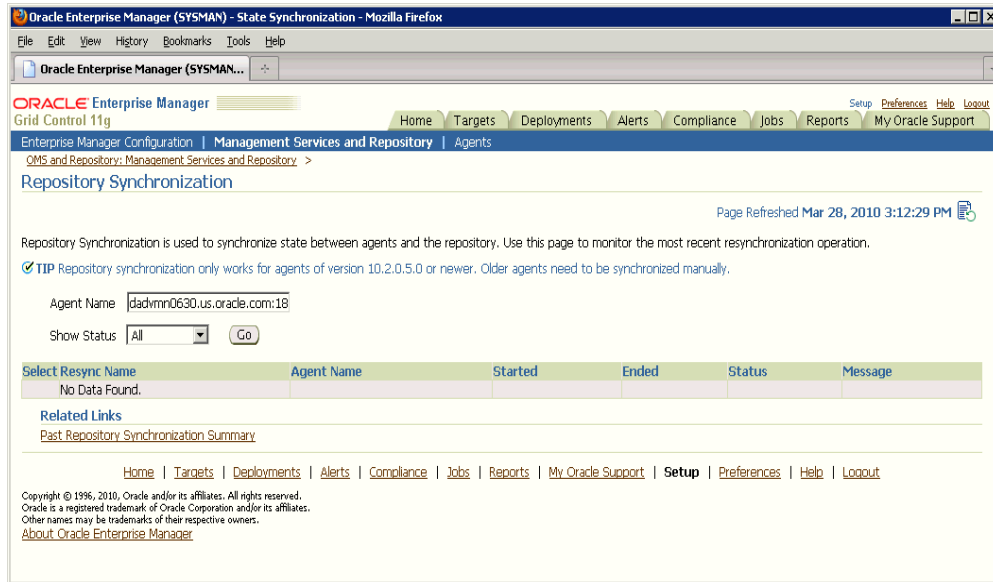 Oracle Enterprise Manager (SYSMAN) - State Synchronization - Mozilla Firefox
File Edit View History Bookmarks Tools Help
Oracle Enterprise Manager (SYSMAN...
ORACLE Enterprise Manager
Grid Control 11g
Setup Preferences Help Logout
Home Targets Deployments Alerts Compliance Jobs Reports My Oracle Support
Enterprise Manager Configuration | Management Services and Repository | Agents
OMS and Repository: Management Services and Repository >
Repository Synchronization
Page Refreshed Mar 28, 2010 3:12:29 PM
Repository Synchronization is used to synchronize state between agents and the repository. Use this page to monitor the most recent resynchronization operation.
TIP Repository synchronization only works for agents of version 10.2.0.5.0 or newer. Older agents need to be synchronized manually.
Agent Name dadvmn0630.us.oracle.com:18
Show Status All Go
Select Resync Name Agent Name Started Ended Status Message
No Data Found.
Related Links
Past Repository Synchronization Summary
Home | Targets | Deployments | Alerts | Compliance | Jobs | Reports | My Oracle Support | Setup | Preferences | Help | Logout
Copyright © 1996, 2010, Oracle and/or its affiliates. All rights reserved.
Oracle is a registered trademark of Oracle Corporation and/or its affiliates.
Other names may be trademarks of their respective owners.
About Oracle Enterprise Manager